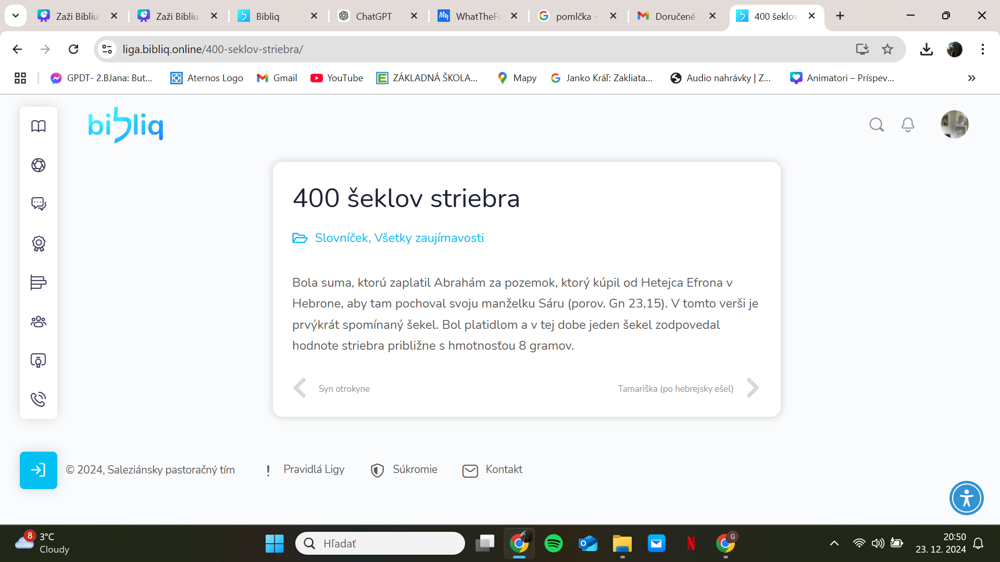 Zaži Bibliu
Zaži Bibliu
Bibliq
ChatGPT
WhatTheFo
pomlčka -
Doručené
400 šeklov
liga.bibliq.online/400-seklov-striebra/
GPDT- 2.BJana: But...
Aternos Logo
Gmail
YouTube
ZÁKLADNÁ ŠKOLA...
Mapy
Janko Kráľ: Zakliata...
Audio nahrávky | Z...
Animatori – Príspev...
bibliq
400 šeklov striebra
Slovníček, Všetky zaujímavosti
Bola suma, ktorú zaplatil Abrahám za pozemok, ktorý kúpil od Hetejca Efrona v
Hebrone, aby tam pochoval svoju manželku Sáru (porov. Gn 23,15). V tomto verši je
prvýkrát spomínaný šekel. Bol platidlom a v tej dobe jeden šekel zodpovedal
hodnote striebra približne s hmotnosťou 8 gramov.
Syn otrokyne
Tamariška (po hebrejsky ešel)
© 2024, Saleziánsky pastoračný tím
Pravidlá Ligy
Súkromie
Kontakt
8
3°C
Cloudy
Hľadať
G
20:50
23. 12. 2024